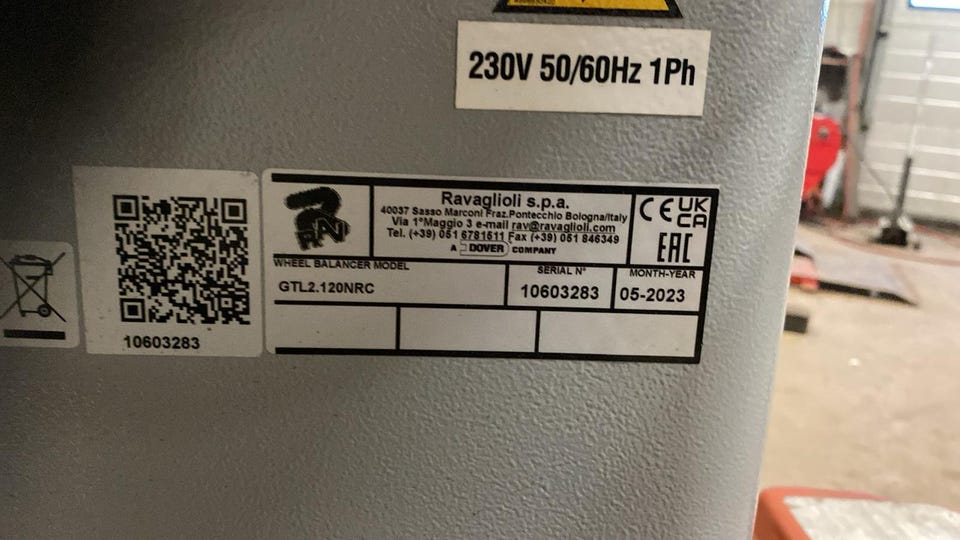 230V 50/60Hz 1Ph
RAV
Ravaglioli s.p.a.
40037 Sasso Marconi Fraz.Pontecchio Bologna/Italy
Via 1°Maggio 3 e-mail rav@ravaglioli.com
Tel. (+39) 051 6781511 Fax (+39) 051 846349
A DOVER COMPANY
CE UK
CA
EAC
WHEEL BALANCER MODEL
GTL2.120NRC
SERIAL N°
10603283
MONTH-YEAR
05-2023
10603283